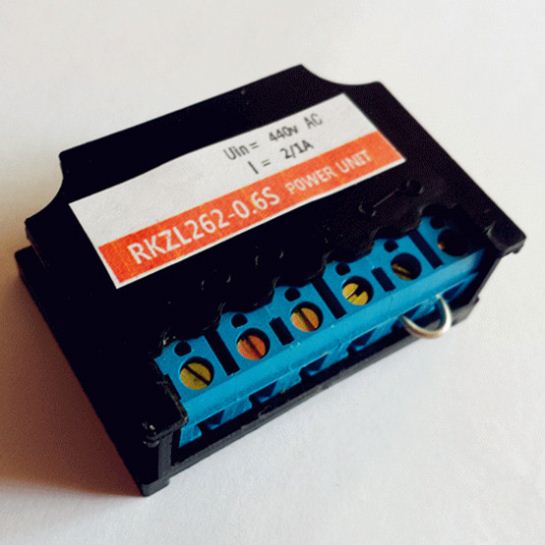 Uin= 440v AC
I = 2/1A
RKZL262-0.6S POWER UNIT